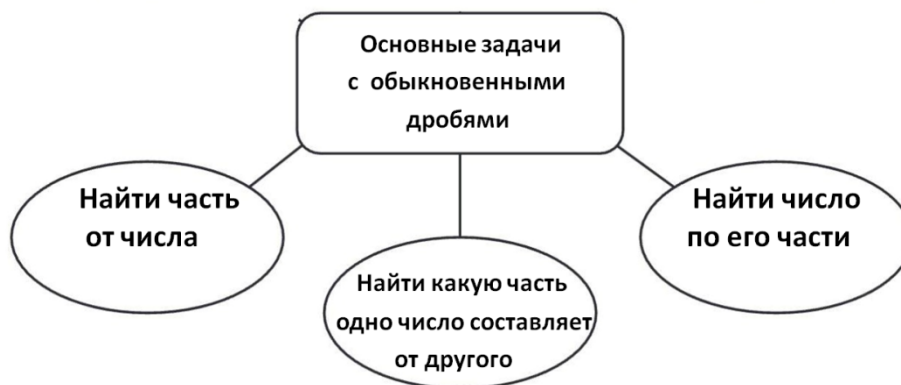 Основные задачи
с обыкновенными
дробями
Найти часть
от числа
Найти какую часть
одно число составляет
от другого
Найти число
по его части